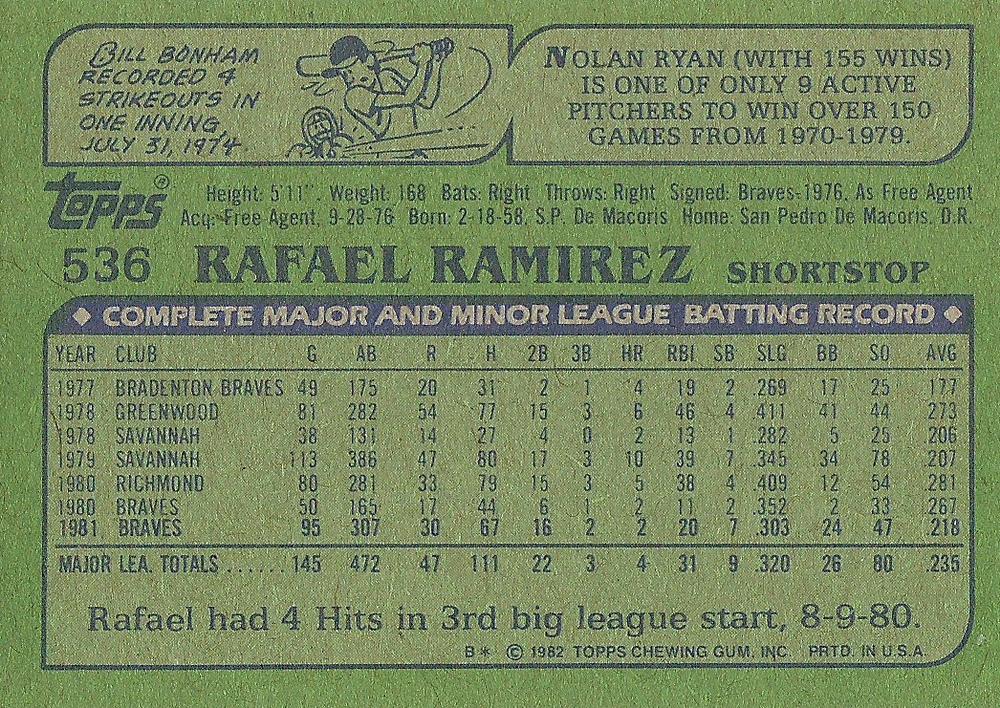 BILL BONHAM
RECORDED 4
STRIKEOUTS IN
ONE INNING,
JULY 31, 1974.
NOLAN RYAN (WITH 155 WINS)
IS ONE OF ONLY 9 ACTIVE
PITCHERS TO WIN OVER 150
GAMES FROM 1970-1979.
Topps®
Height: 5'11". Weight: 168 Bats: Right Throws: Right Signed: Braves-1976, As Free Agent
Acq: Free Agent, 9-28-76 Born: 2-18-58, S.P. De Macoris Home: San Pedro De Macoris, D.R.
536 RAFAEL RAMIREZ SHORTSTOP
◆ COMPLETE MAJOR AND MINOR LEAGUE BATTING RECORD ◆
YEAR CLUB G AB R H 2B 3B HR RBI SB SLG BB SO AVG
1977 BRADENTON BRAVES 49 175 20 31 2 1 4 19 2 .269 17 25 .177
1978 GREENWOOD 81 282 54 77 15 3 6 46 4 .411 41 44 .273
1978 SAVANNAH 38 131 14 27 4 0 2 13 1 .282 5 25 .206
1979 SAVANNAH 113 386 47 80 17 3 10 39 7 .345 34 78 .207
1980 RICHMOND 80 281 33 79 15 3 5 38 4 .409 12 54 .281
1980 BRAVES 50 165 17 44 6 1 2 11 2 .352 2 33 .267
1981 BRAVES 95 307 30 67 16 2 2 20 7 .303 24 47 .218
MAJOR LEA. TOTALS ...... 145 472 47 111 22 3 4 31 9 .320 26 80 .235
Rafael had 4 Hits in 3rd big league start, 8-9-80.
B* © 1982 TOPPS CHEWING GUM, INC. PRTD. IN U.S.A.